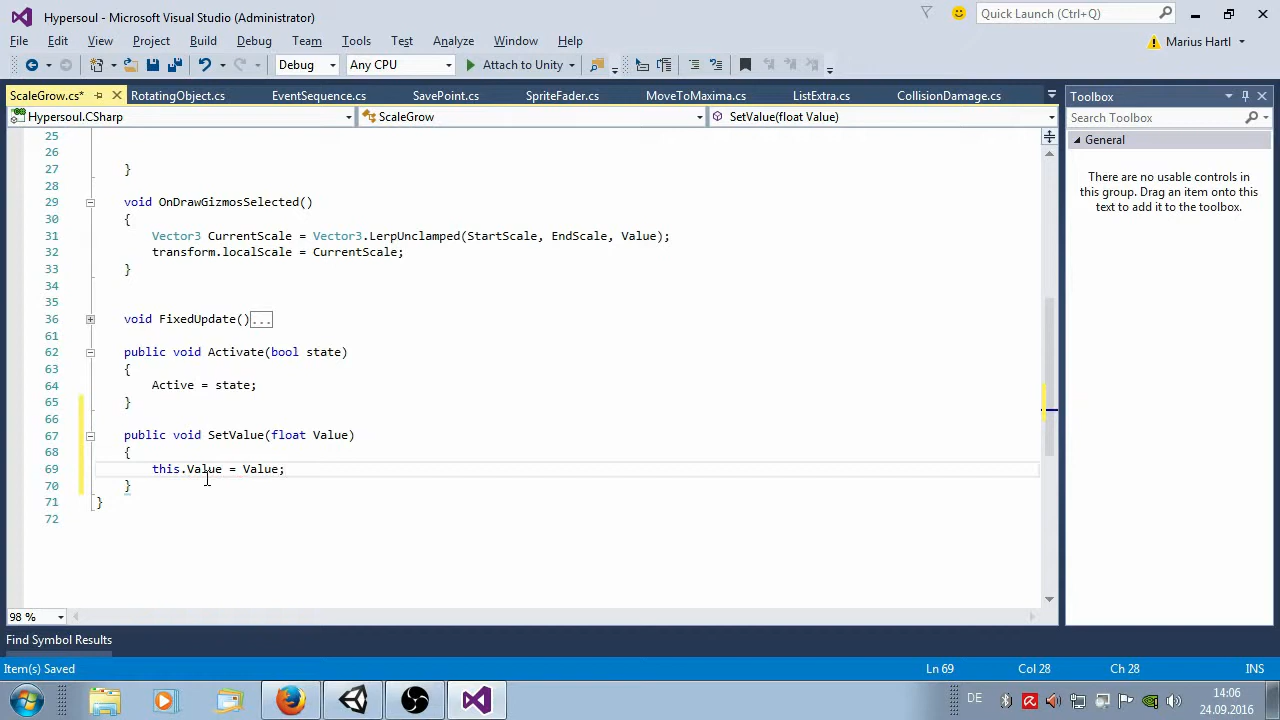 Hypersoul - Microsoft Visual Studio (Administrator)
Quick Launch (Ctrl+Q)
File Edit View Project Build Debug Team Tools Test Analyze Window Help
Marius Hartl
Debug Any CPU Attach to Unity
ScaleGrow.cs* RotatingObject.cs EventSequence.cs SavePoint.cs SpriteFader.cs MoveToMaxima.cs ListExtra.cs CollisionDamage.cs
Toolbox
Hypersoul.CSharp ScaleGrow SetValue(float Value)
Search Toolbox
General
There are no usable controls in
this group. Drag an item onto this
text to add it to the toolbox.
25
26
27 }
28
29 void OnDrawGizmosSelected()
30 {
31 Vector3 CurrentScale = Vector3.LerpUnclamped(StartScale, EndScale, Value);
32 transform.localScale = CurrentScale;
33 }
34
35
36 void FixedUpdate()...
61
62 public void Activate(bool state)
63 {
64 Active = state;
65 }
66
67 public void SetValue(float Value)
68 {
69 this.Value = Value;
70 }
71 }
72
98 %
Find Symbol Results
Item(s) Saved Ln 69 Col 28 Ch 28 INS
DE
14:06
24.09.2016